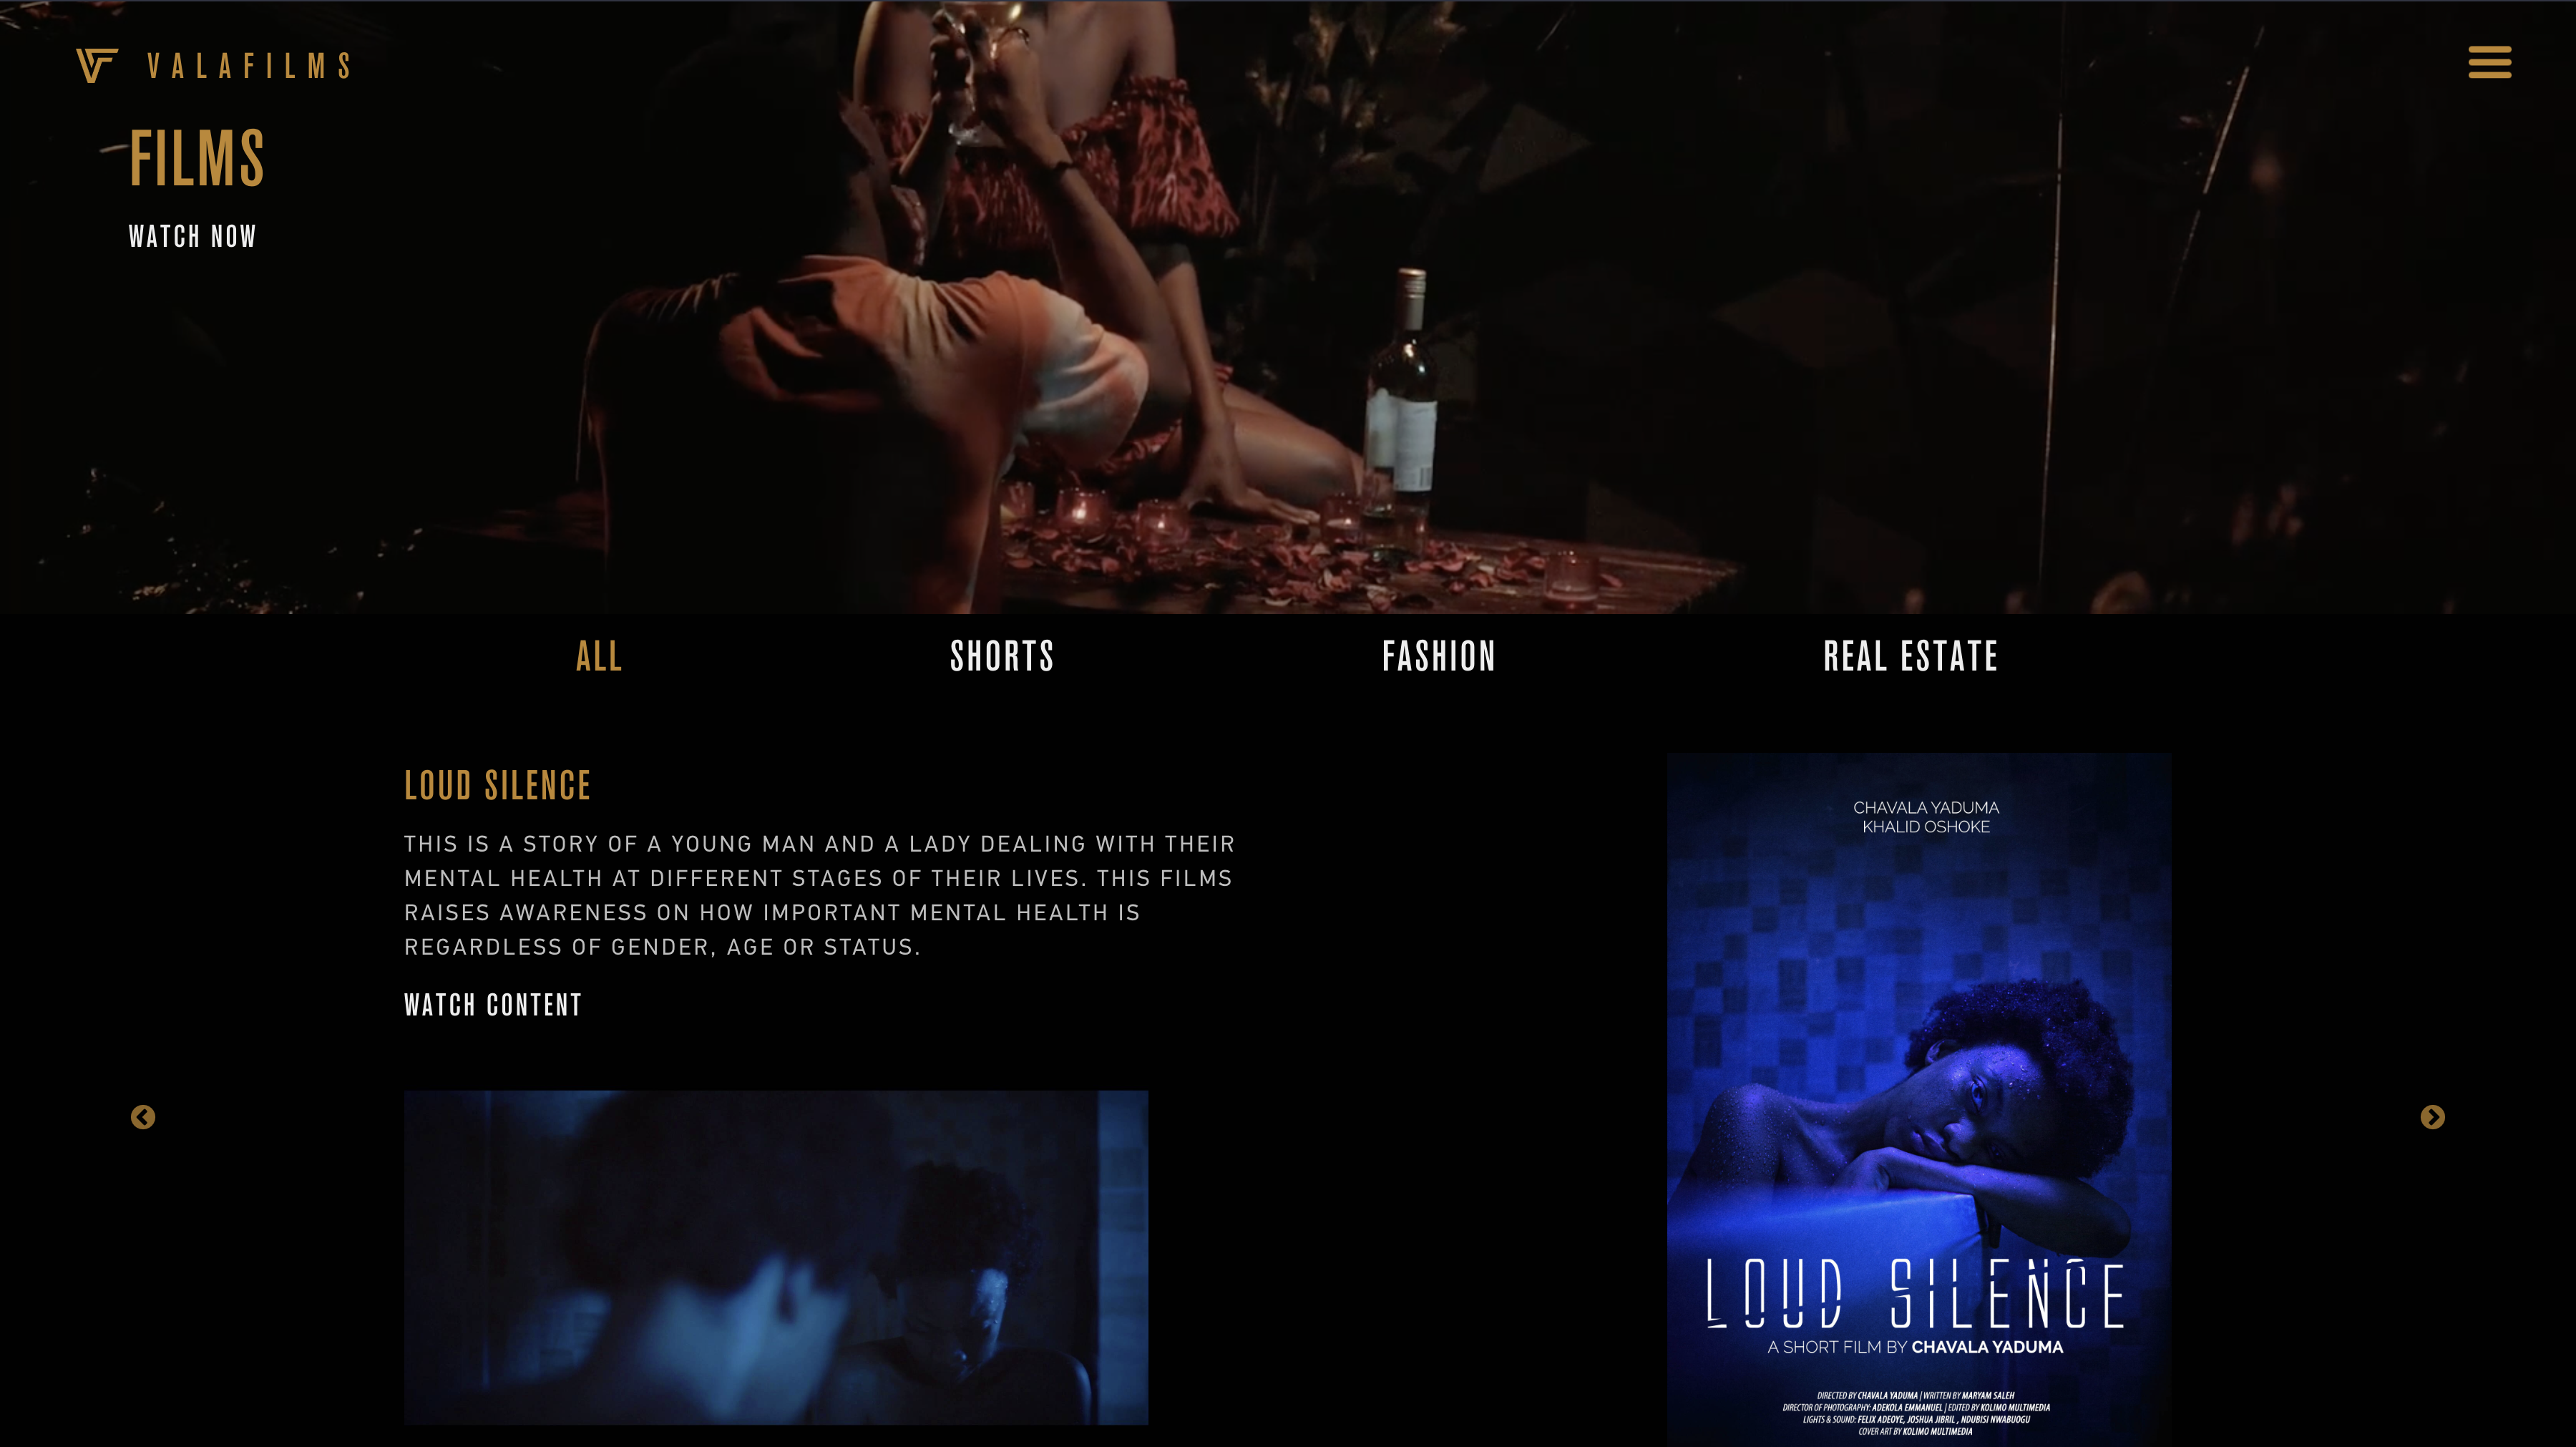 VALAFILMS
FILMS
WATCH NOW
ALL
SHORTS
FASHION
REAL ESTATE
LOUD SILENCE
THIS IS A STORY OF A YOUNG MAN AND A LADY DEALING WITH THEIR
MENTAL HEALTH AT DIFFERENT STAGES OF THEIR LIVES. THIS FILMS
RAISES AWARENESS ON HOW IMPORTANT MENTAL HEALTH IS
REGARDLESS OF GENDER, AGE OR STATUS.
WATCH CONTENT
CHAVALA YADUMA
KHALID OSHOKE
LOUD SILENCE
A SHORT FILM BY CHAVALA YADUMA
DIRECTED BY CHAVALA YADUMA | WRITTEN BY MARYAM SALEH
DIRECTOR OF PHOTOGRAPHY: ADEKOLA EMMANUEL | EDITED BY KOLIMO MULTIMEDIA
LIGHTS & SOUND: FELIX ADEOYE, JOSHUA JIBRIL , NDUBISI NWABUOGU
COVER ART BY KOLIMO MULTIMEDIA